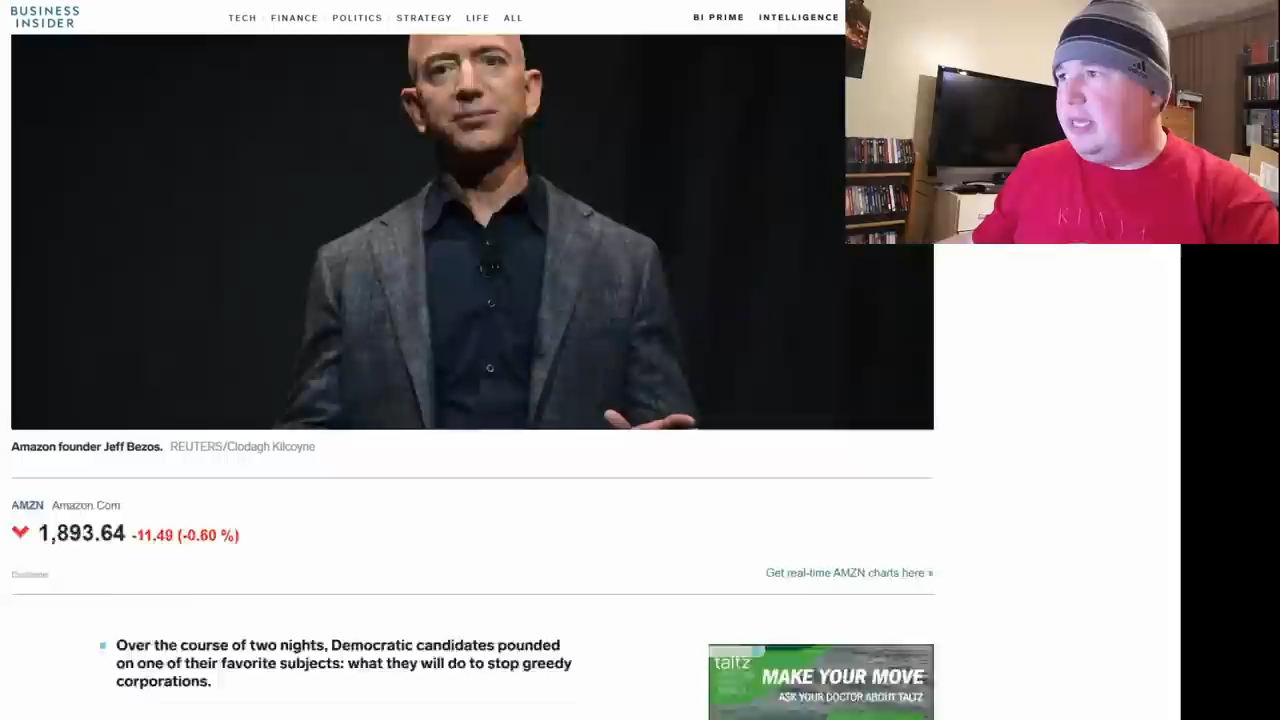 BUSINESS
INSIDER
TECH FINANCE POLITICS STRATEGY LIFE ALL
BI PRIME INTELLIGENCE
Amazon founder Jeff Bezos. REUTERS/Clodagh Kilcoyne
AMZN Amazon.Com
1,893.64 -11.49 (-0.60 %)
Disclaimer
Get real-time AMZN charts here »
Over the course of two nights, Democratic candidates pounded
on one of their favorite subjects: what they will do to stop greedy
corporations.
taltz
MAKE YOUR MOVE
ASK YOUR DOCTOR ABOUT TALTZ